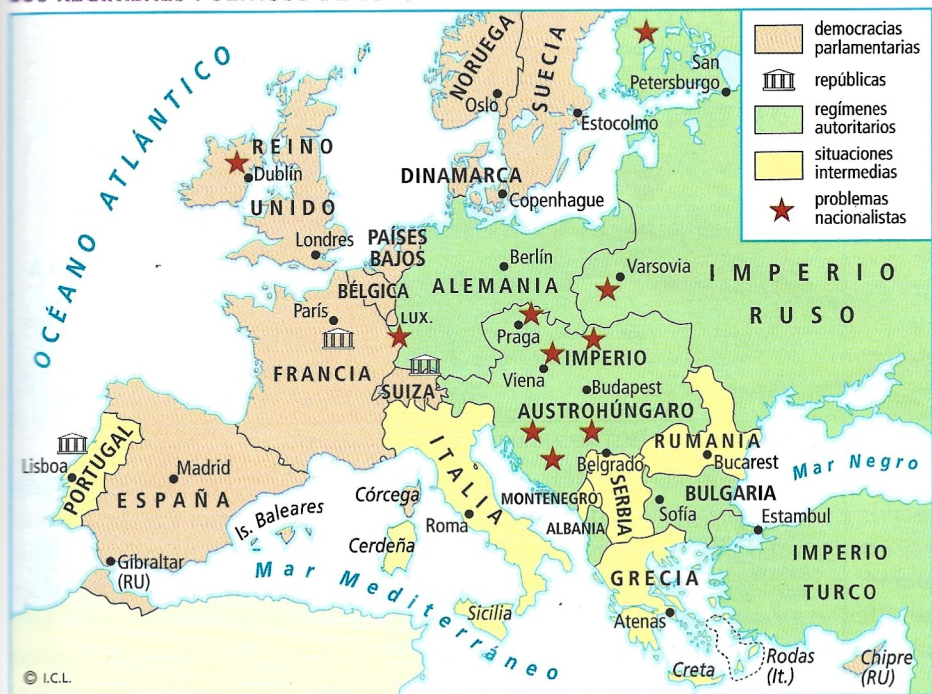 democracias
parlamentarias
repúblicas
regímenes
autoritarios
situaciones
intermedias
problemas
nacionalistas
OCÉANO ATLÁNTICO
NORUEGA
Oslo
SUECIA
Estocolmo
San
Petersburgo
REINO
Dublín
UNIDO
Londres
DINAMARCA
Copenhague
PAÍSES
BAJOS
BÉLGICA
LUX.
Berlín
ALEMANIA
Varsovia
IMPERIO
RUSO
París
FRANCIA
SUIZA
Praga
Viena
IMPERIO
Budapest
AUSTROHÚNGARO
RUMANIA
Bucarest
Belgrado
SERBIA
MONTENEGRO
ALBANIA
BULGARIA
Sofía
Mar Negro
Estambul
IMPERIO
TURCO
Lisboa
PORTUGAL
Madrid
ESPAÑA
Is. Baleares
Gibraltar
(RU)
Córcega
Cerdeña
ITALIA
Roma
Sicilia
Mar Mediterráneo
GRECIA
Atenas
Creta
Rodas
(It.)
Chipre
(RU)
© I.C.L.